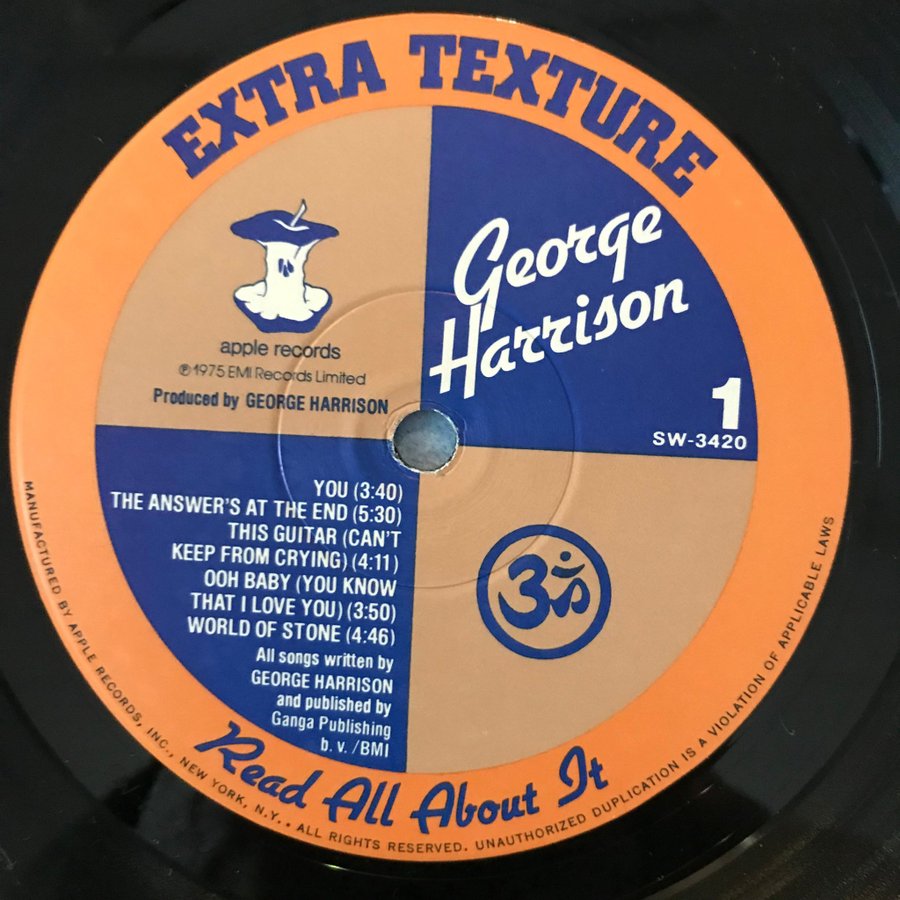 EXTRA TEXTURE
George
Harrison
1
SW-3420
apple records
℗1975 EMI Records Limited
Produced by GEORGE HARRISON
YOU (3:40)
THE ANSWER'S AT THE END (5:30)
THIS GUITAR (CAN'T
KEEP FROM CRYING) (4:11)
OOH BABY (YOU KNOW
THAT I LOVE YOU) (3:50)
WORLD OF STONE (4:46)
All songs written by
GEORGE HARRISON
and published by
Ganga Publishing
b. v. /BMI
ॐ
Read All About It
MANUFACTURED BY APPLE RECORDS, INC., NEW YORK, N.Y. . ALL RIGHTS RESERVED. UNAUTHORIZED DUPLICATION IS A VIOLATION OF APPLICABLE LAWS